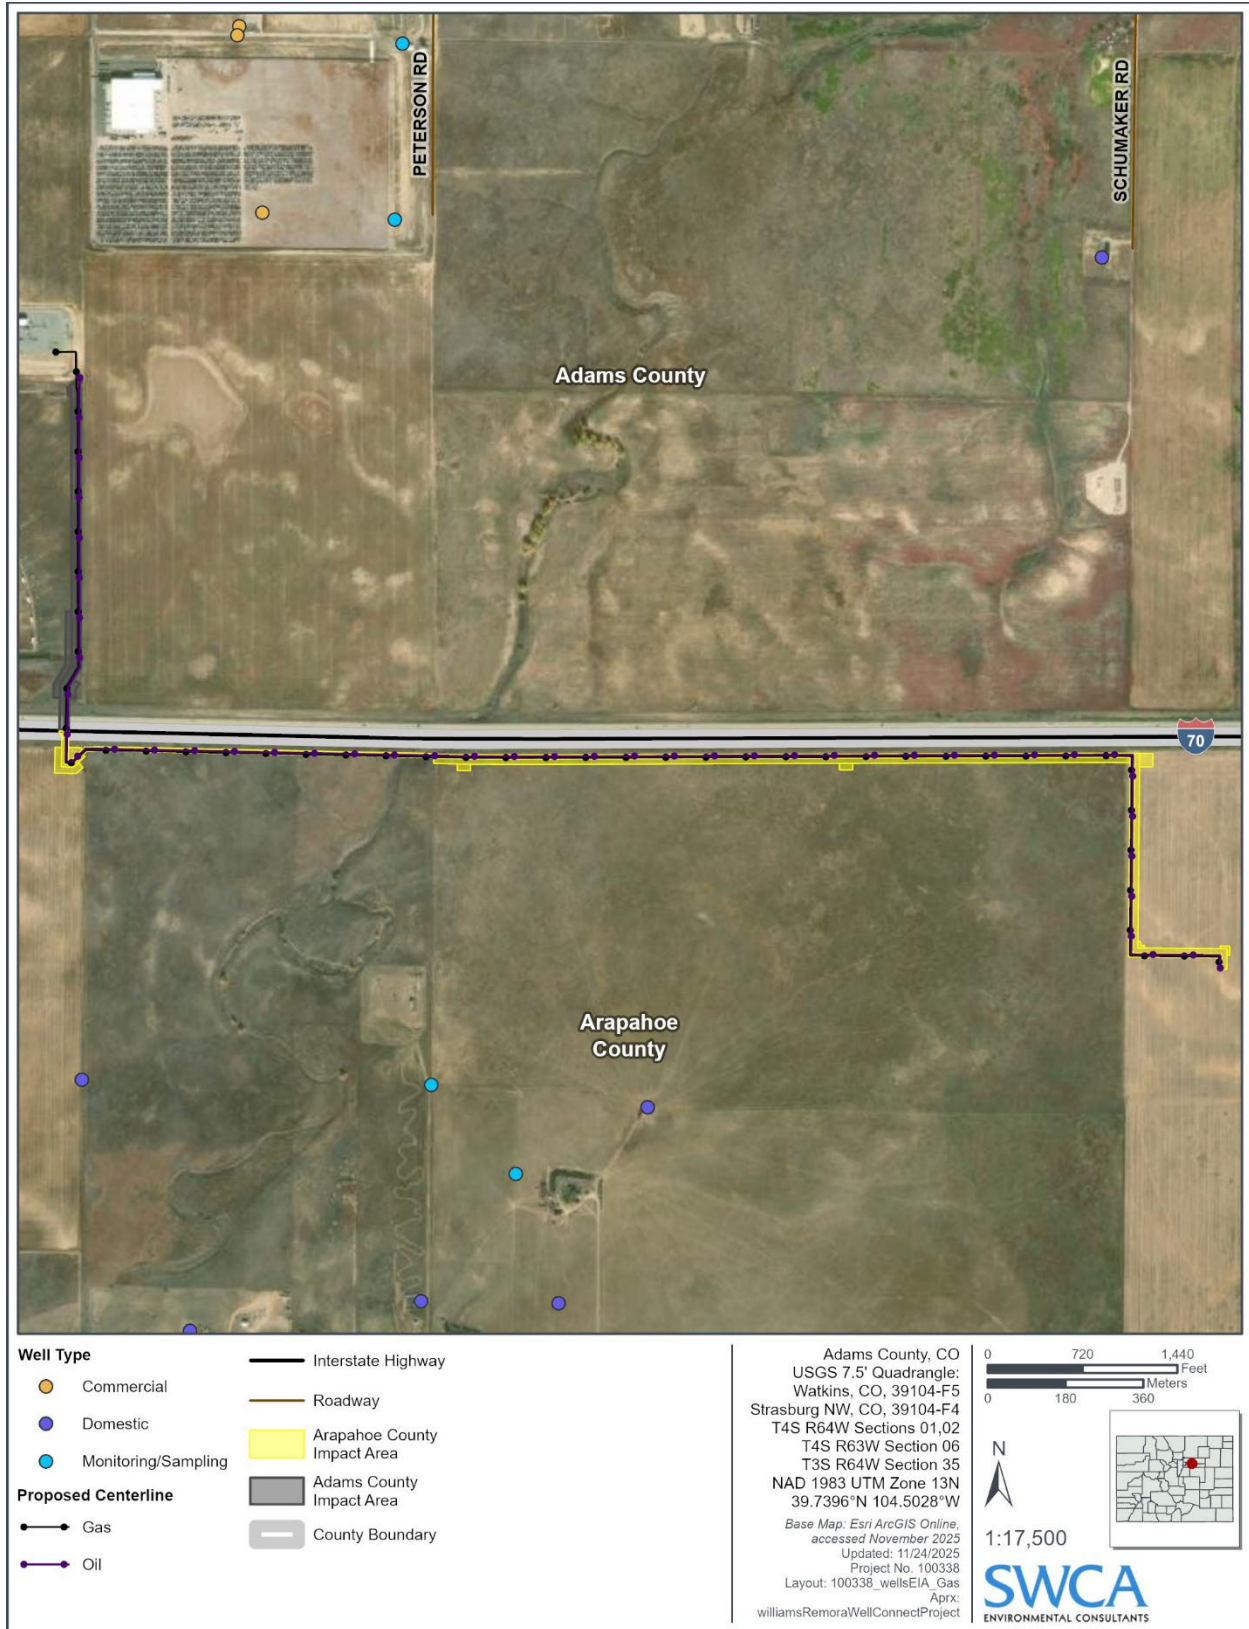 PETERSON RD
SCHUMAKER RD
Adams County
70
Arapahoe
County
Well Type
Commercial
Domestic
Monitoring/Sampling
Proposed Centerline
Gas
Oil
Interstate Highway
Roadway
Arapahoe County
Impact Area
Adams County
Impact Area
County Boundary
Adams County, CO
USGS 7.5' Quadrangle:
Watkins, CO, 39104-F5
Strasburg NW, CO, 39104-F4
T4S R64W Sections 01,02
T4S R63W Section 06
T3S R64W Section 35
NAD 1983 UTM Zone 13N
39.7396°N 104.5028°W
Base Map: Esri ArcGIS Online,
accessed November 2025
Updated: 11/24/2025
Project No. 100338
Layout: 100338_wellsEIA_Gas
Aprx:
williamsRemoraWellConnectProject
0 720 1,440
Feet
Meters
0 180 360
N
1:17,500
SWCA
ENVIRONMENTAL CONSULTANTS